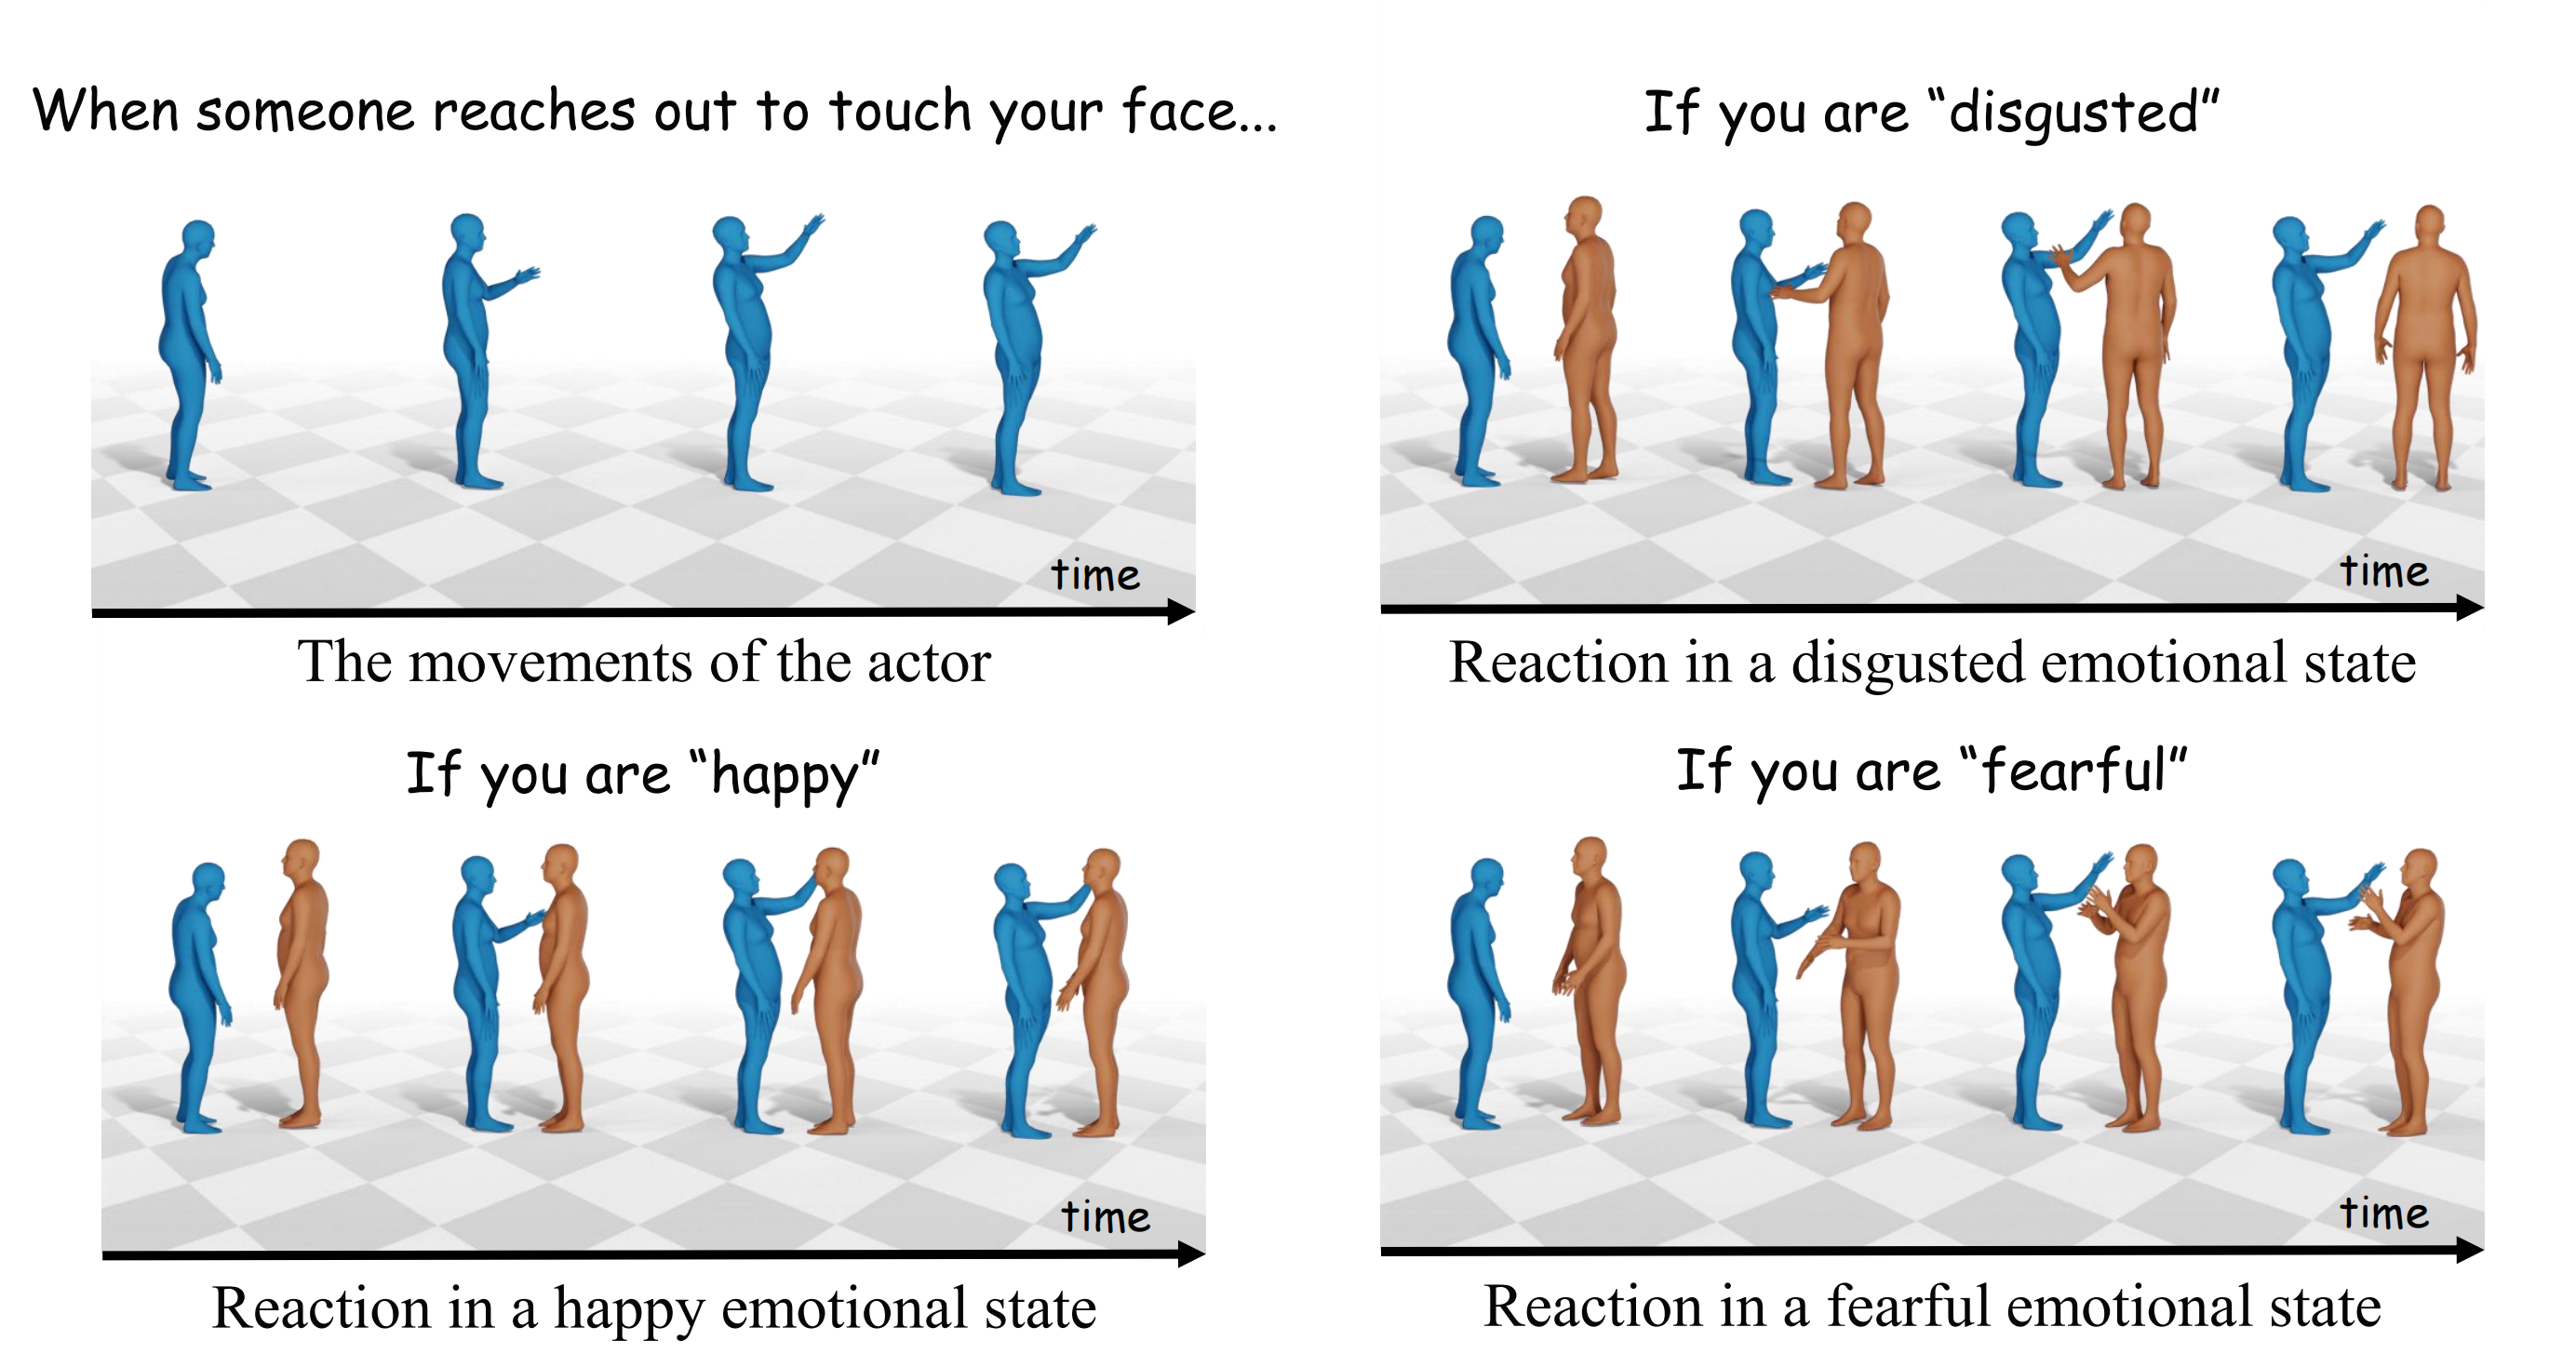 When someone reaches out to touch your face...
time
The movements of the actor
If you are “disgusted”
time
Reaction in a disgusted emotional state
If you are “happy”
time
Reaction in a happy emotional state
If you are “fearful”
time
Reaction in a fearful emotional state